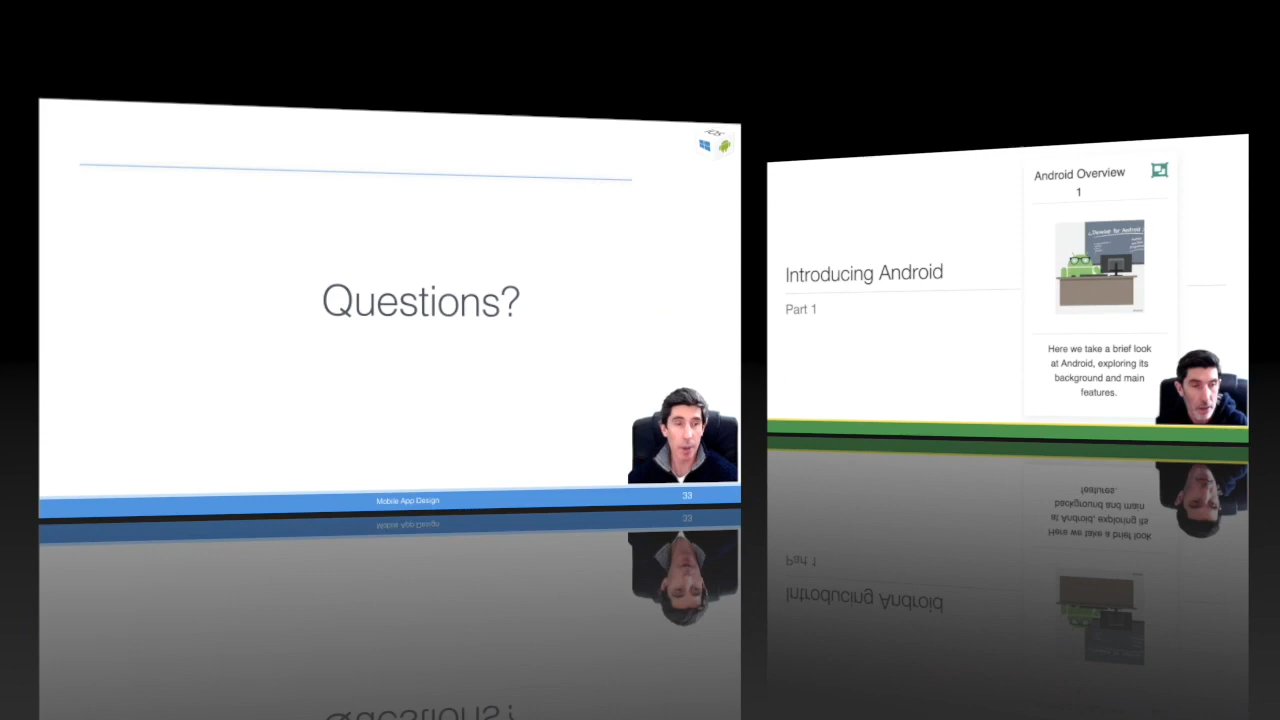 iOS
Questions?
Mobile App Design
33
Introducing Android
Part 1
Android Overview
1
Here we take a brief look
at Android, exploring its
background and main
features.